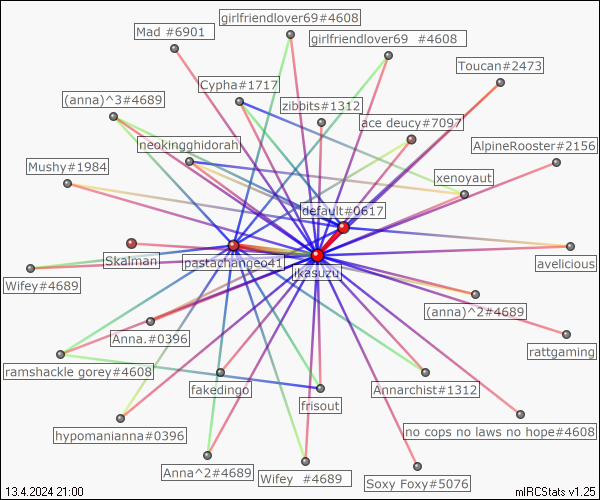 girlfriendlover69#4608
Mad #6901
girlfriendlover69  #4608
Toucan#2473
Cypha#1717
(anna)^3#4689
zibbits#1312
ace deucy#7097
neokingghidorah
AlpineRooster#2156
Mushy#1984
xenoyaut
default#0617
Skaiman
pastachangeo41
ikasuzu
avelicious
Wifey#4689
(anna)^2#4689
Anna.#0396
rattgaming
ramshackle gorey#4608
fakedingo
Annarchist#1312
frisout
hypomanianna#0396
no cops no laws no hope#4608
Anna^2#4689
Wifey  #4689
Soxy Foxy#5076
13.4.2024 21:00
mIRCStats v1.25